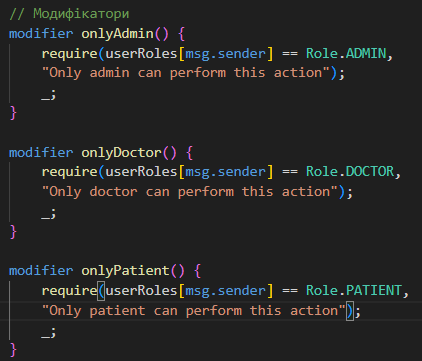 // Модифікатори
modifier onlyAdmin() {
    require(userRoles[msg.sender] == Role.ADMIN,
    "Only admin can perform this action");
    _;
}

modifier onlyDoctor() {
    require(userRoles[msg.sender] == Role.DOCTOR,
    "Only doctor can perform this action");
    _;
}

modifier onlyPatient() {
    require(userRoles[msg.sender] == Role.PATIENT,
    "Only patient can perform this action");
    _;
}